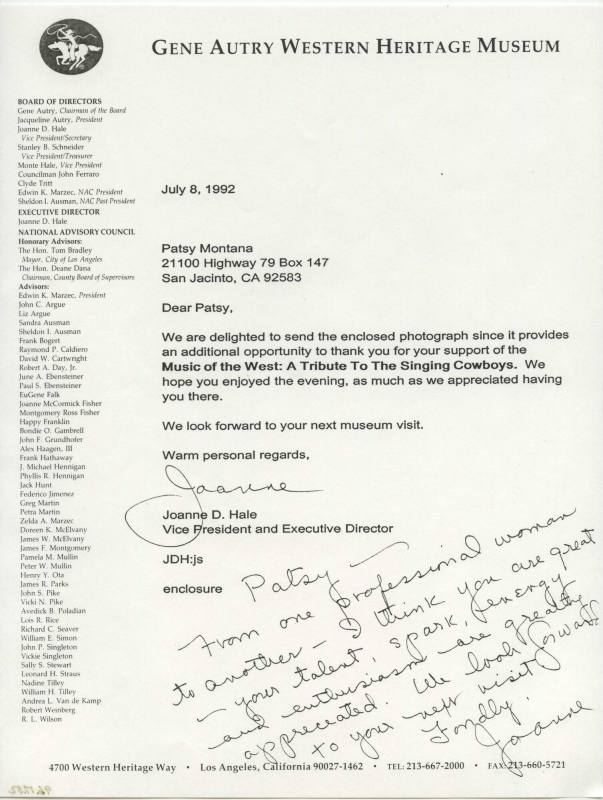 GENE AUTRY WESTERN HERITAGE MUSEUM
BOARD OF DIRECTORS
Gene Autry, Chairman of the Board
Jacqueline Autry, President
Joanne D. Hale
Vice President/Secretary
Stanley B. Schneider
Vice President/Treasurer
Monte Hale, Vice President
Councilman John Ferraro
Clyde Tritt
Edwin K. Marzec, NAC President
Sheldon I. Ausman, NAC Past President
EXECUTIVE DIRECTOR
Joanne D. Hale
NATIONAL ADVISORY COUNCIL
Honorary Advisors:
The Hon. Tom Bradley
Mayor, City of Los Angeles
The Hon. Deane Dana
Chairman, County Board of Supervisors
Advisors:
Edwin K. Marzec, President
John C. Argue
Liz Argue
Sandra Ausman
Sheldon I. Ausman
Frank Bogert
Raymond P. Caldiero
David W. Cartwright
Robert A. Day, Jr.
June A. Ebensteiner
Paul S. Ebensteiner
EuGene Falk
Joanne McCormick Fisher
Montgomery Ross Fisher
Happy Franklin
Bondie O. Gambrell
John F. Grundhofer
Alex Haagen, III
Frank Hathaway
J. Michael Hennigan
Phyllis R. Hennigan
Jack Hunt
Federico Jimenez
Greg Martin
Petra Martin
Zelda A. Marzec
Doreen K. McElvany
James W. McElvany
James F. Montgomery
Pamela M. Mullin
Peter W. Mullin
Henry Y. Ota
James R. Parks
John S. Pike
Vicki N. Pike
Avedick B. Poladian
Lois R. Rice
Richard C. Seaver
William E. Simon
John P. Singleton
Vickie Singleton
Sally S. Stewart
Leonard H. Straus
Nadine Tilley
William H. Tilley
Andrea L. Van de Kamp
Robert Weinberg
R. L. Wilson
July 8, 1992
Patsy Montana
21100 Highway 79 Box 147
San Jacinto, CA 92583
Dear Patsy,
We are delighted to send the enclosed photograph since it provides
an additional opportunity to thank you for your support of the
Music of the West: A Tribute To The Singing Cowboys. We
hope you enjoyed the evening, as much as we appreciated having
you there.
We look forward to your next museum visit.
Warm personal regards,
Joanne
Joanne D. Hale
Vice President and Executive Director
JDH:js
enclosure
Patsy —
From one professional woman
to another — I think you are great
— your talent, spark, energy
and enthusiasm are greatly
appreciated. We look forward
to your next visit
Fondly,
Joanne
4700 Western Heritage Way • Los Angeles, California 90027-1462 • TEL: 213-667-2000 • FAX: 213-660-5721